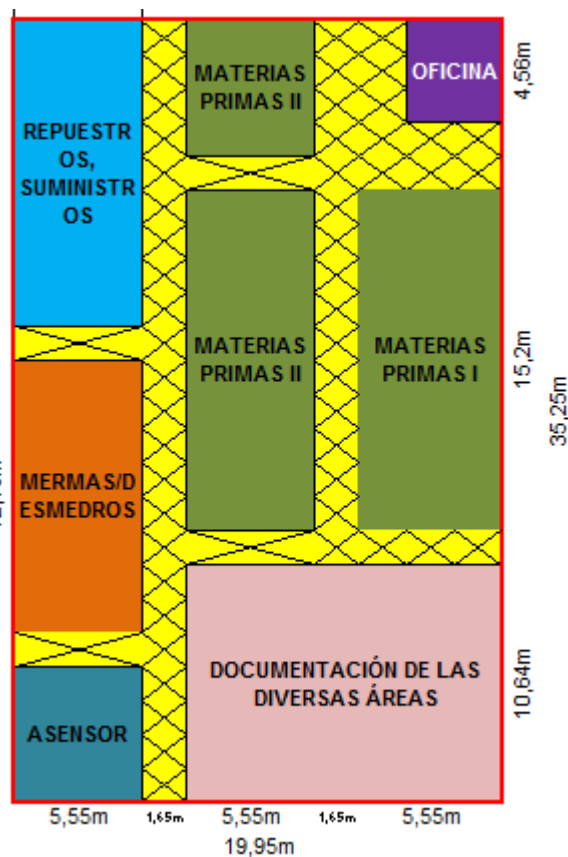 MATERIAS
PRIMAS II
OFICINA
4,56m
REPUESTR
OS,
SUMINISTR
OS
MATERIAS
PRIMAS II
MATERIAS
PRIMAS I
15,2m
35,25m
MERMAS/D
ESMEDROS
DOCUMENTACIÓN DE LAS
DIVERSAS ÁREAS
10,64m
ASENSOR
5,55m
1,65m
5,55m
1,65m
5,55m
19,95m